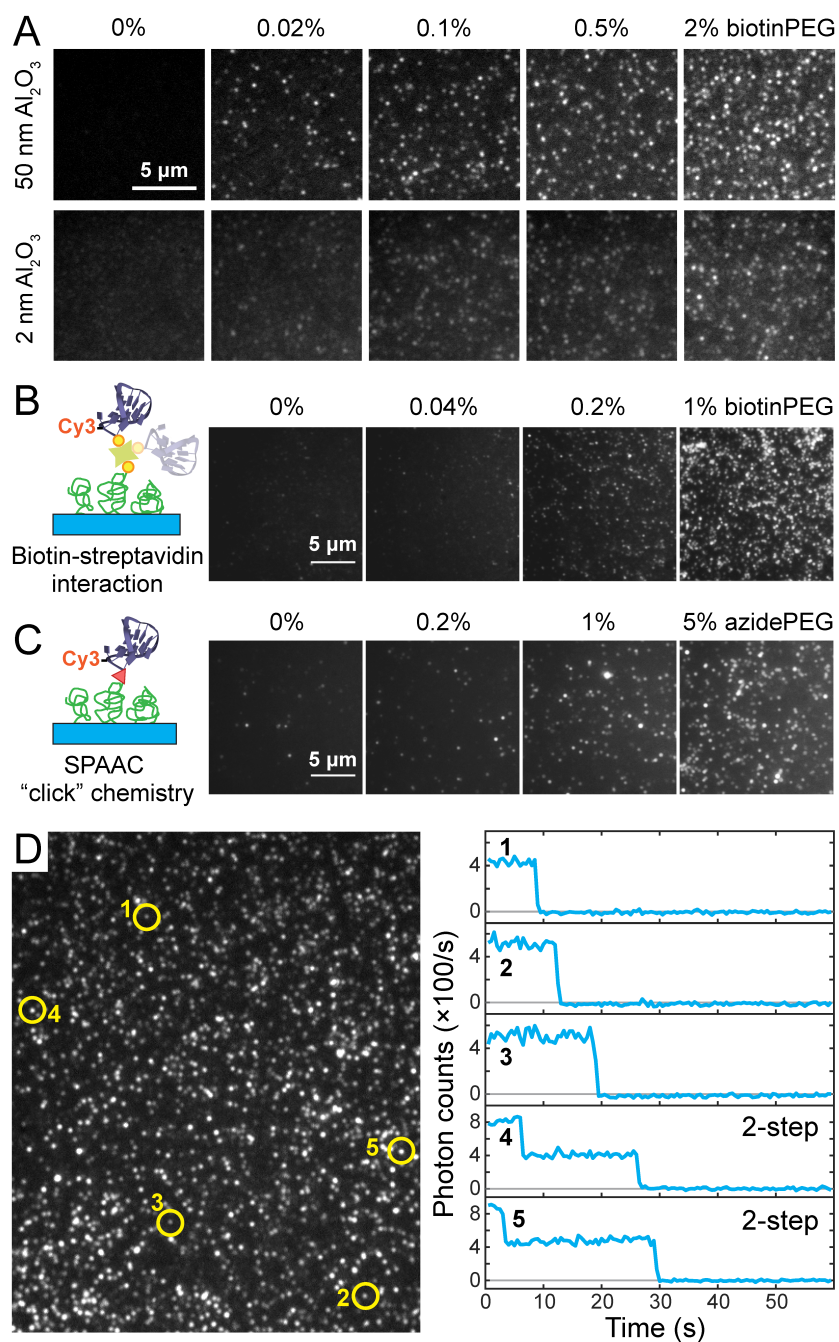 A
0% 0.02% 0.1% 0.5% 2% biotinPEG
50 nm Al₂O₃
5 µm
2 nm Al₂O₃
B
0% 0.04% 0.2% 1% biotinPEG
Cy3
5 µm
Biotin-streptavidin
interaction
C
0% 0.2% 1% 5% azidePEG
Cy3
5 µm
SPAAC
“click” chemistry
D
1
4
5
3
2
Photon counts (×100/s)
1
4
0
2
4
0
3
4
0
4
2-step
8
4
0
5
2-step
8
4
0
0 10 20 30 40 50
Time (s)